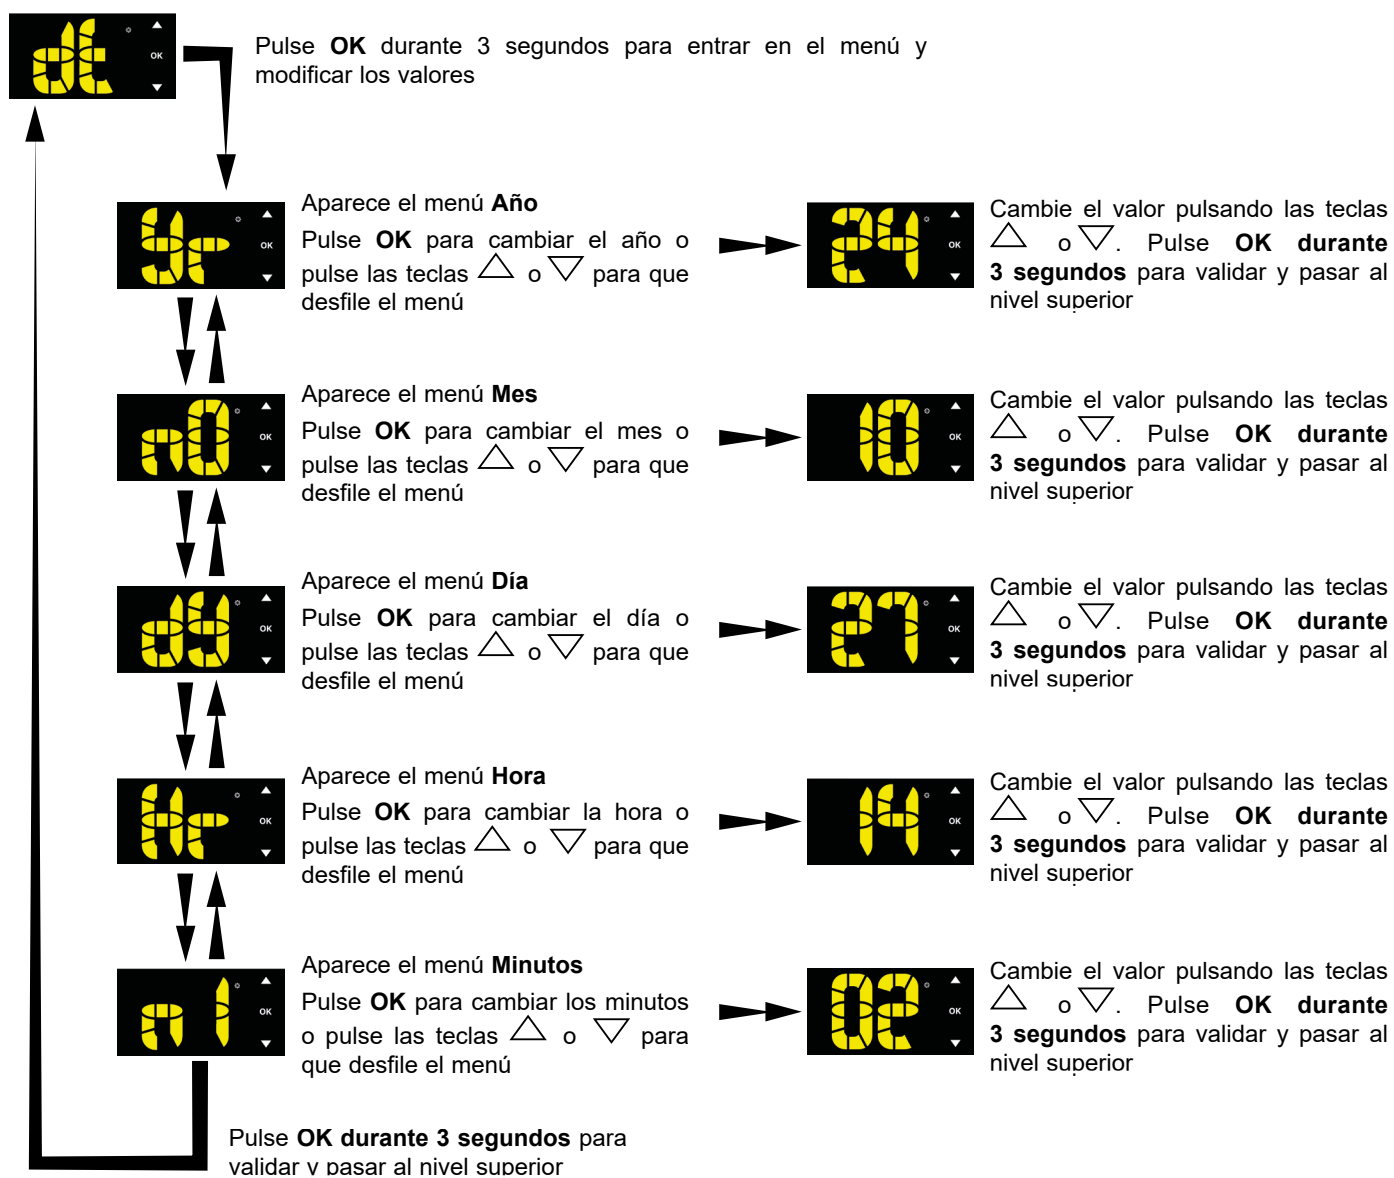 dt
OK
Pulse OK durante 3 segundos para entrar en el menú y
modificar los valores
Yr
OK
Aparece el menú Año
Pulse OK para cambiar el año o
pulse las teclas △ o ▽ para que
desfile el menú
24
OK
Cambie el valor pulsando las teclas
△ o ▽. Pulse OK durante
3 segundos para validar y pasar al
nivel superior
n0
OK
Aparece el menú Mes
Pulse OK para cambiar el mes o
pulse las teclas △ o ▽ para que
desfile el menú
10
OK
Cambie el valor pulsando las teclas
△ o ▽. Pulse OK durante
3 segundos para validar y pasar al
nivel superior
dy
OK
Aparece el menú Día
Pulse OK para cambiar el día o
pulse las teclas △ o ▽ para que
desfile el menú
27
OK
Cambie el valor pulsando las teclas
△ o ▽. Pulse OK durante
3 segundos para validar y pasar al
nivel superior
Hr
OK
Aparece el menú Hora
Pulse OK para cambiar la hora o
pulse las teclas △ o ▽ para que
desfile el menú
14
OK
Cambie el valor pulsando las teclas
△ o ▽. Pulse OK durante
3 segundos para validar y pasar al
nivel superior
n1
OK
Aparece el menú Minutos
Pulse OK para cambiar los minutos
o pulse las teclas △ o ▽ para
que desfile el menú
02
OK
Cambie el valor pulsando las teclas
△ o ▽. Pulse OK durante
3 segundos para validar y pasar al
nivel superior
Pulse OK durante 3 segundos para
validar y pasar al nivel superior